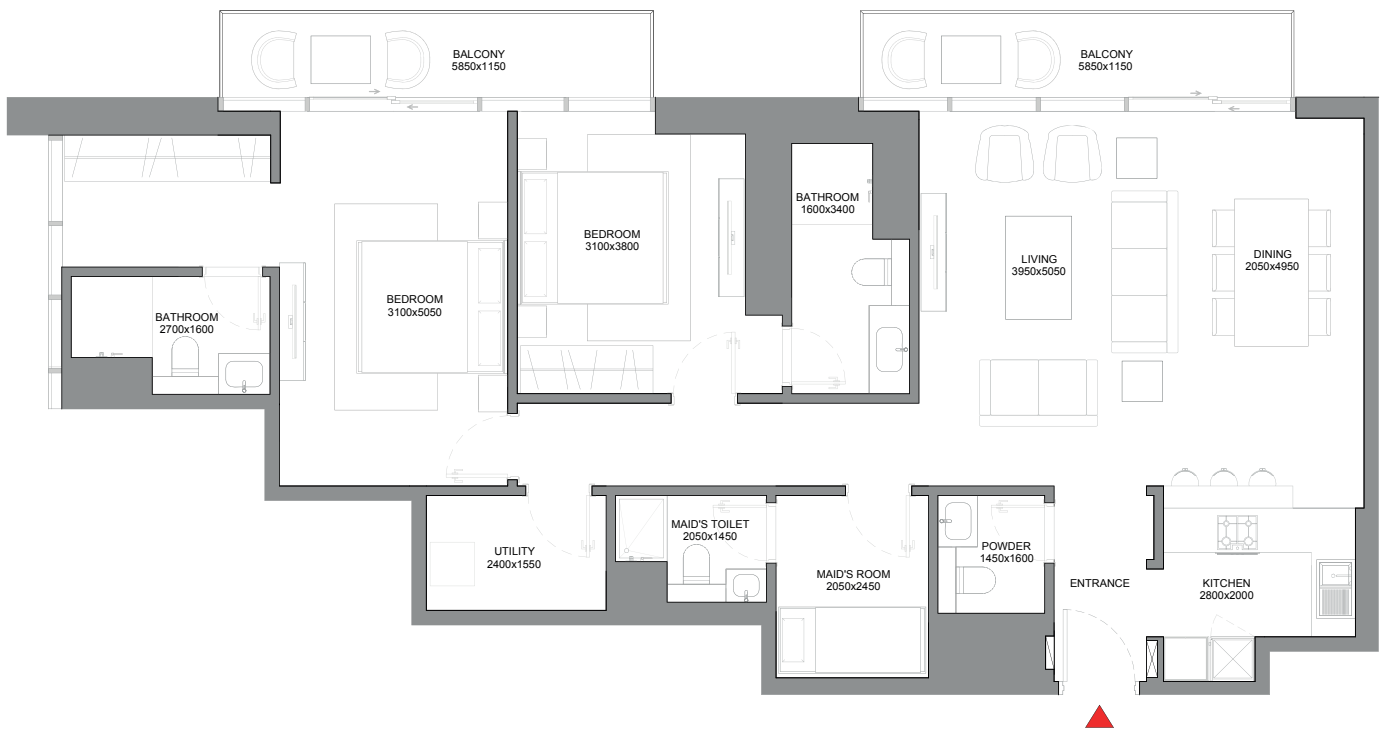 BALCONY
5850x1150
BALCONY
5850x1150
BATHROOM
1600x3400
BEDROOM
3100x3800
LIVING
3950x5050
DINING
2050x4950
BEDROOM
3100x5050
BATHROOM
2700x1600
MAID'S TOILET
2050x1450
UTILITY
2400x1550
POWDER
1450x1600
MAID'S ROOM
2050x2450
ENTRANCE
KITCHEN
2800x2000